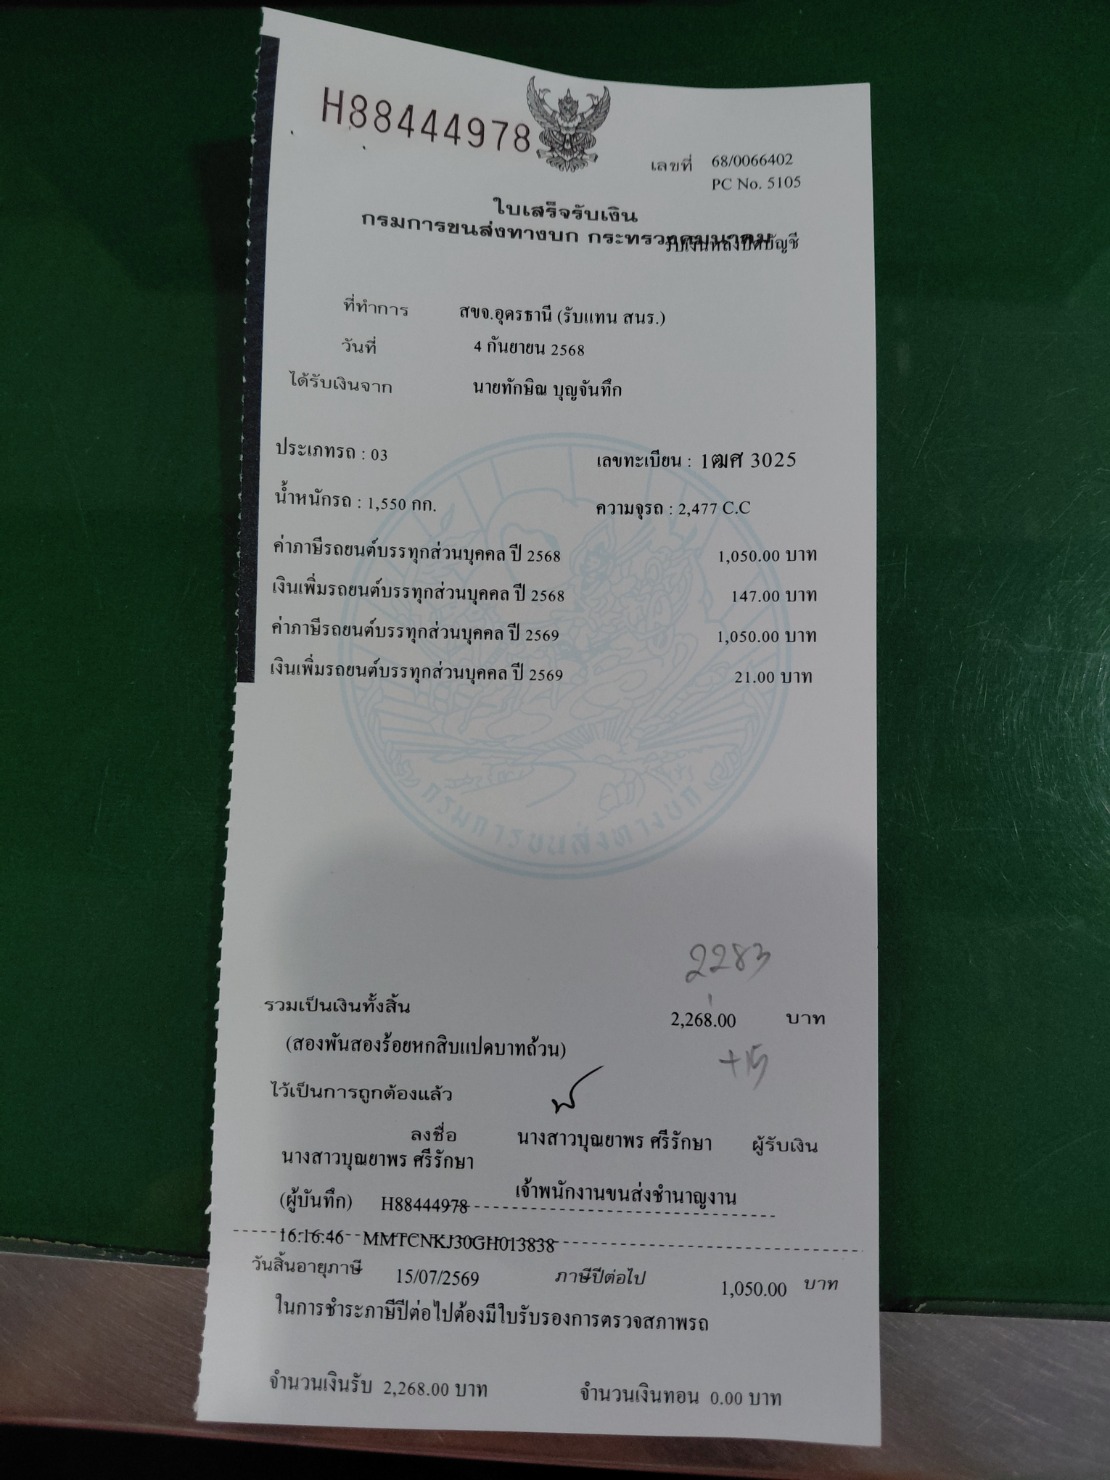 H88444978
เลขที่ 68/0066402
PC No. 5105
ใบเสร็จรับเงิน
กรมการขนส่งทางบก กระทรวงคมนาคม
รับเงินหลังปิดบัญชี
ที่ทำการ สขจ.อุดรธานี (รับแทน สนร.)
วันที่ 4 กันยายน 2568
ได้รับเงินจาก นายทักษิณ บุญจันทึก
ประเภทรถ : 03 เลขทะเบียน : 1ฒศ 3025
น้ำหนักรถ : 1,550 กก. ความจุรถ : 2,477 C.C
ค่าภาษีรถยนต์บรรทุกส่วนบุคคล ปี 2568 1,050.00 บาท
เงินเพิ่มรถยนต์บรรทุกส่วนบุคคล ปี 2568 147.00 บาท
ค่าภาษีรถยนต์บรรทุกส่วนบุคคล ปี 2569 1,050.00 บาท
เงินเพิ่มรถยนต์บรรทุกส่วนบุคคล ปี 2569 21.00 บาท
กรมการขนส่งทางบก
2283
รวมเป็นเงินทั้งสิ้น 2,268.00 บาท
(สองพันสองร้อยหกสิบแปดบาทถ้วน)
+15
ไว้เป็นการถูกต้องแล้ว
ลงชื่อ นางสาวบุณยาพร ศรีรักษา ผู้รับเงิน
นางสาวบุณยาพร ศรีรักษา
(ผู้บันทึก) H88444978 เจ้าพนักงานขนส่งชำนาญงาน
16:16:46 MMTCNKJ30GH013838
วันสิ้นอายุภาษี 15/07/2569 ภาษีปีต่อไป 1,050.00 บาท
ในการชำระภาษีปีต่อไปต้องมีใบรับรองการตรวจสภาพรถ
จำนวนเงินรับ 2,268.00 บาท จำนวนเงินทอน 0.00 บาท